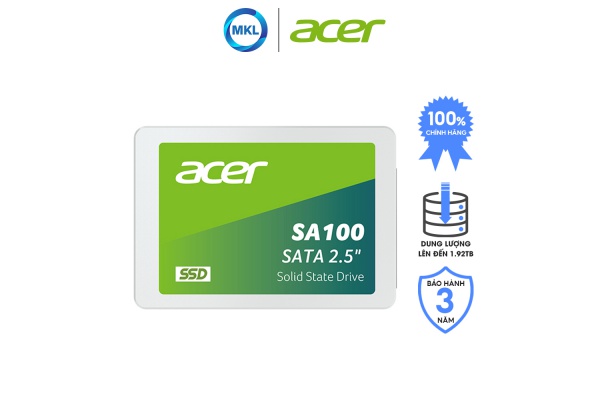 MKL
acer
acer
SA100
SATA 2.5"
Solid State Drive
SSD
100%
CHÍNH HÃNG
DUNG LƯỢNG
LÊN ĐẾN 1.92TB
BẢO HÀNH
3
NĂM